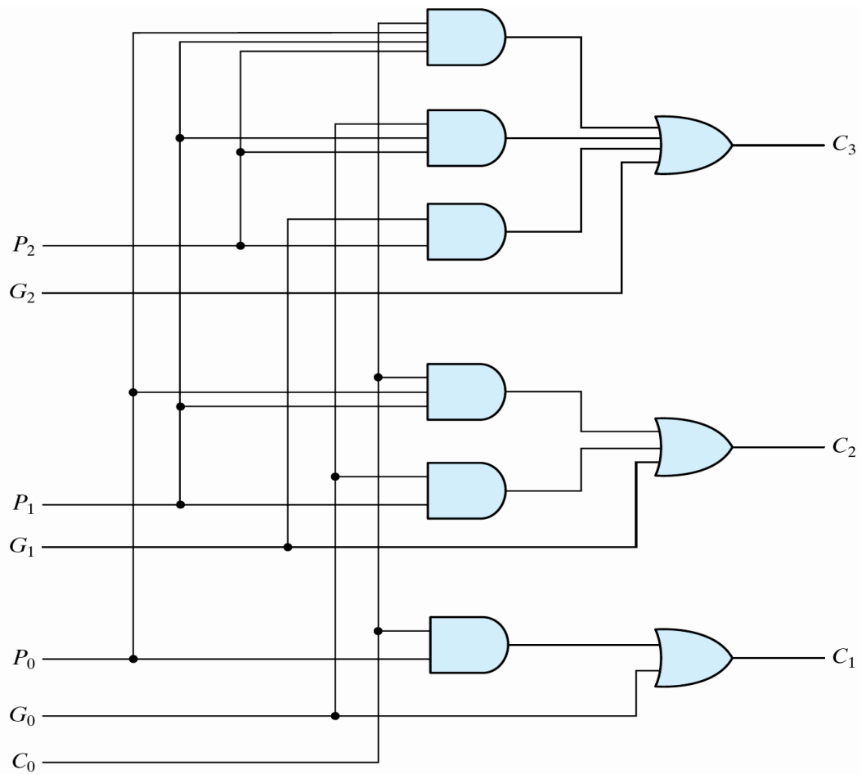 C₃
P₂
G₂
C₂
P₁
G₁
P₀
C₁
G₀
C₀